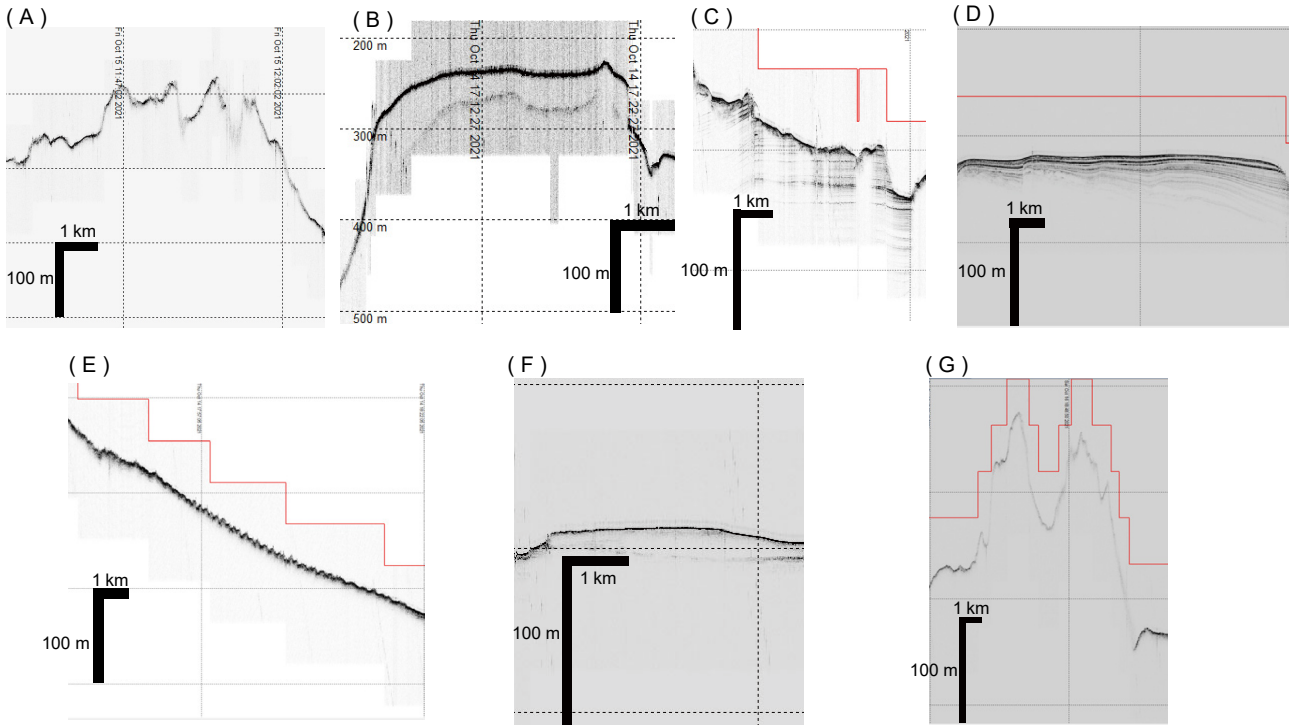 ( A )
Fri Oct 15 11:47:02 2021
Fri Oct 15 12:02:02 2021
1 km
100 m
( B )
200 m
300 m
400 m
500 m
Thu Oct 14 17:12:27 2021
Thu Oct 14 17:22:27 2021
1 km
100 m
( C )
2021
1 km
100 m
( D )
1 km
100 m
( E )
1 km
100 m
( F )
1 km
100 m
( G )
1 km
100 m